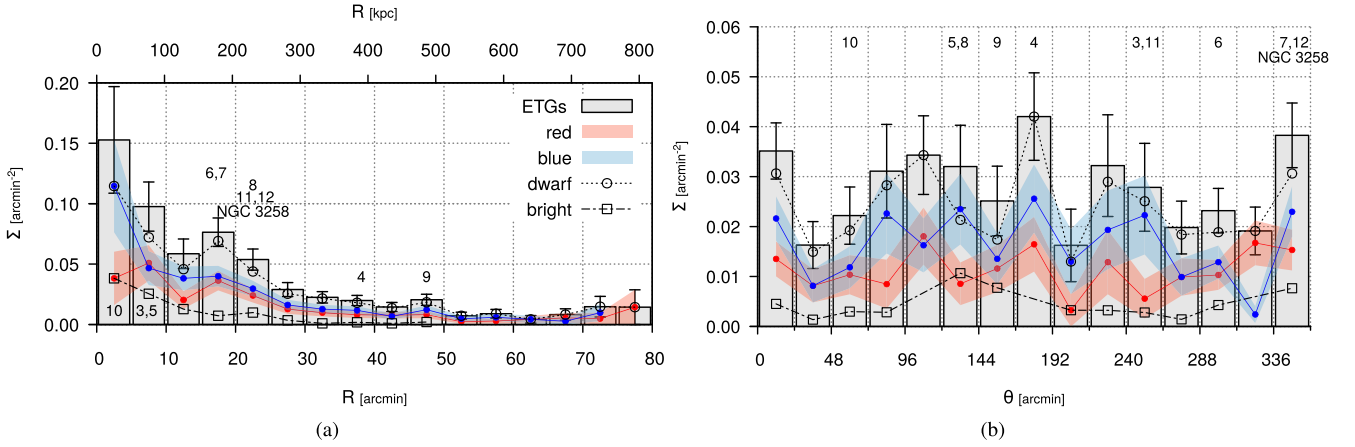 R [kpc]
0 100 200 300 400 500 600 700 800
0.20
0.15
0.10
0.05
0.00
Σ [arcmin⁻²]
ETGs
red
blue
dwarf
bright
6,7
8
11,12
NGC 3258
4
9
10
3,5
0 10 20 30 40 50 60 70 80
R [arcmin]
(a)
0.06
0.05
0.04
0.03
0.02
0.01
0.00
Σ [arcmin⁻²]
10 5,8 9 4 3,11 6 7,12
NGC 3258
0 48 96 144 192 240 288 336
θ [arcmin]
(b)